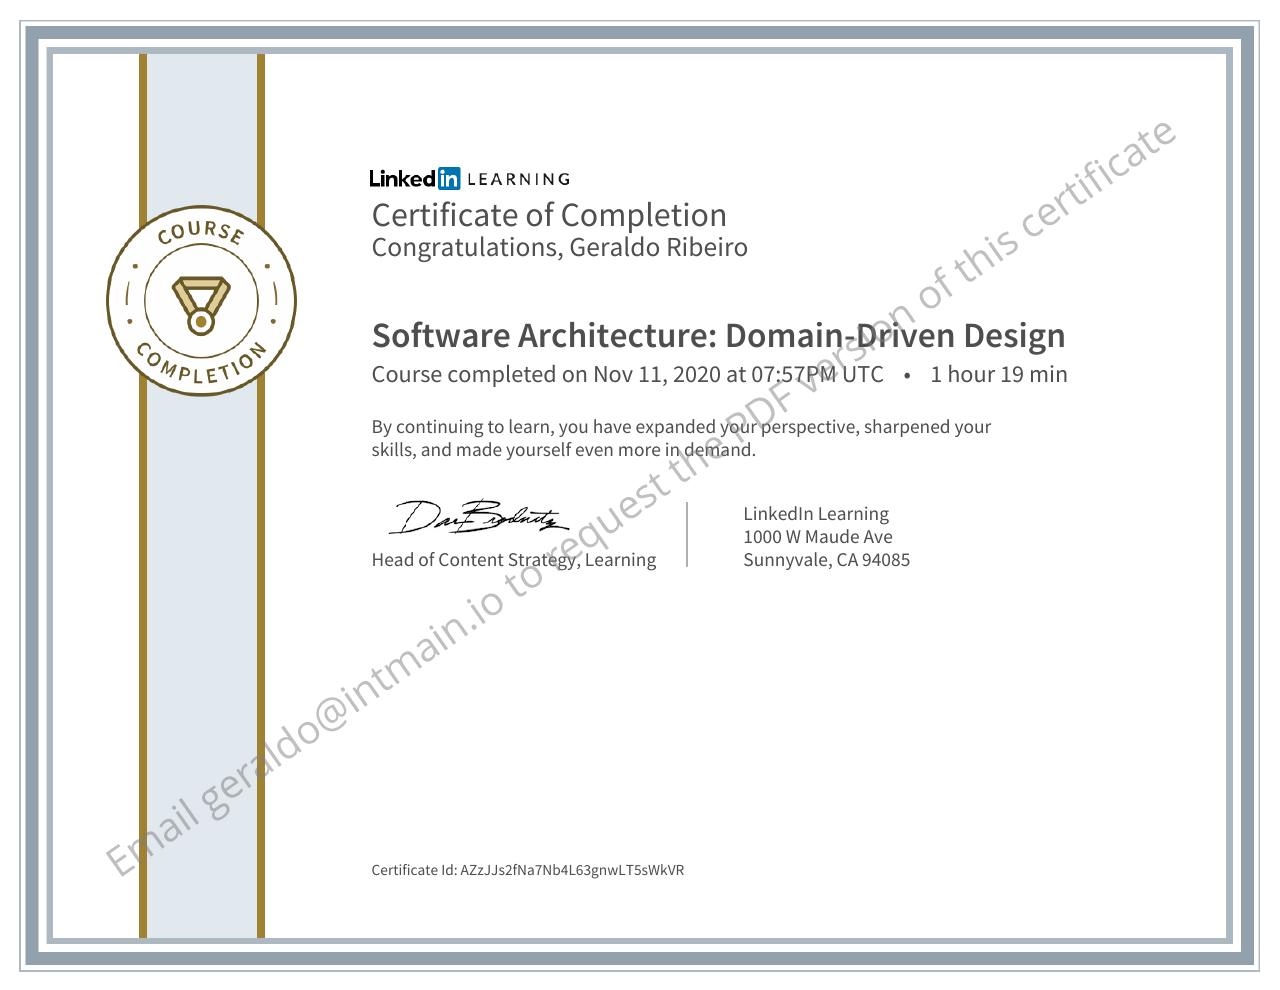 LinkedIn LEARNING
Certificate of Completion
Congratulations, Geraldo Ribeiro
COURSE
COMPLETION
Software Architecture: Domain-Driven Design
Course completed on Nov 11, 2020 at 07:57PM UTC • 1 hour 19 min
By continuing to learn, you have expanded your perspective, sharpened your
skills, and made yourself even more in demand.
Head of Content Strategy, Learning
LinkedIn Learning
1000 W Maude Ave
Sunnyvale, CA 94085
Certificate Id: AZzJJs2fNa7Nb4L63gnwLT5sWkVR
Email geraldo@intmain.io to request the PDF version of this certificate